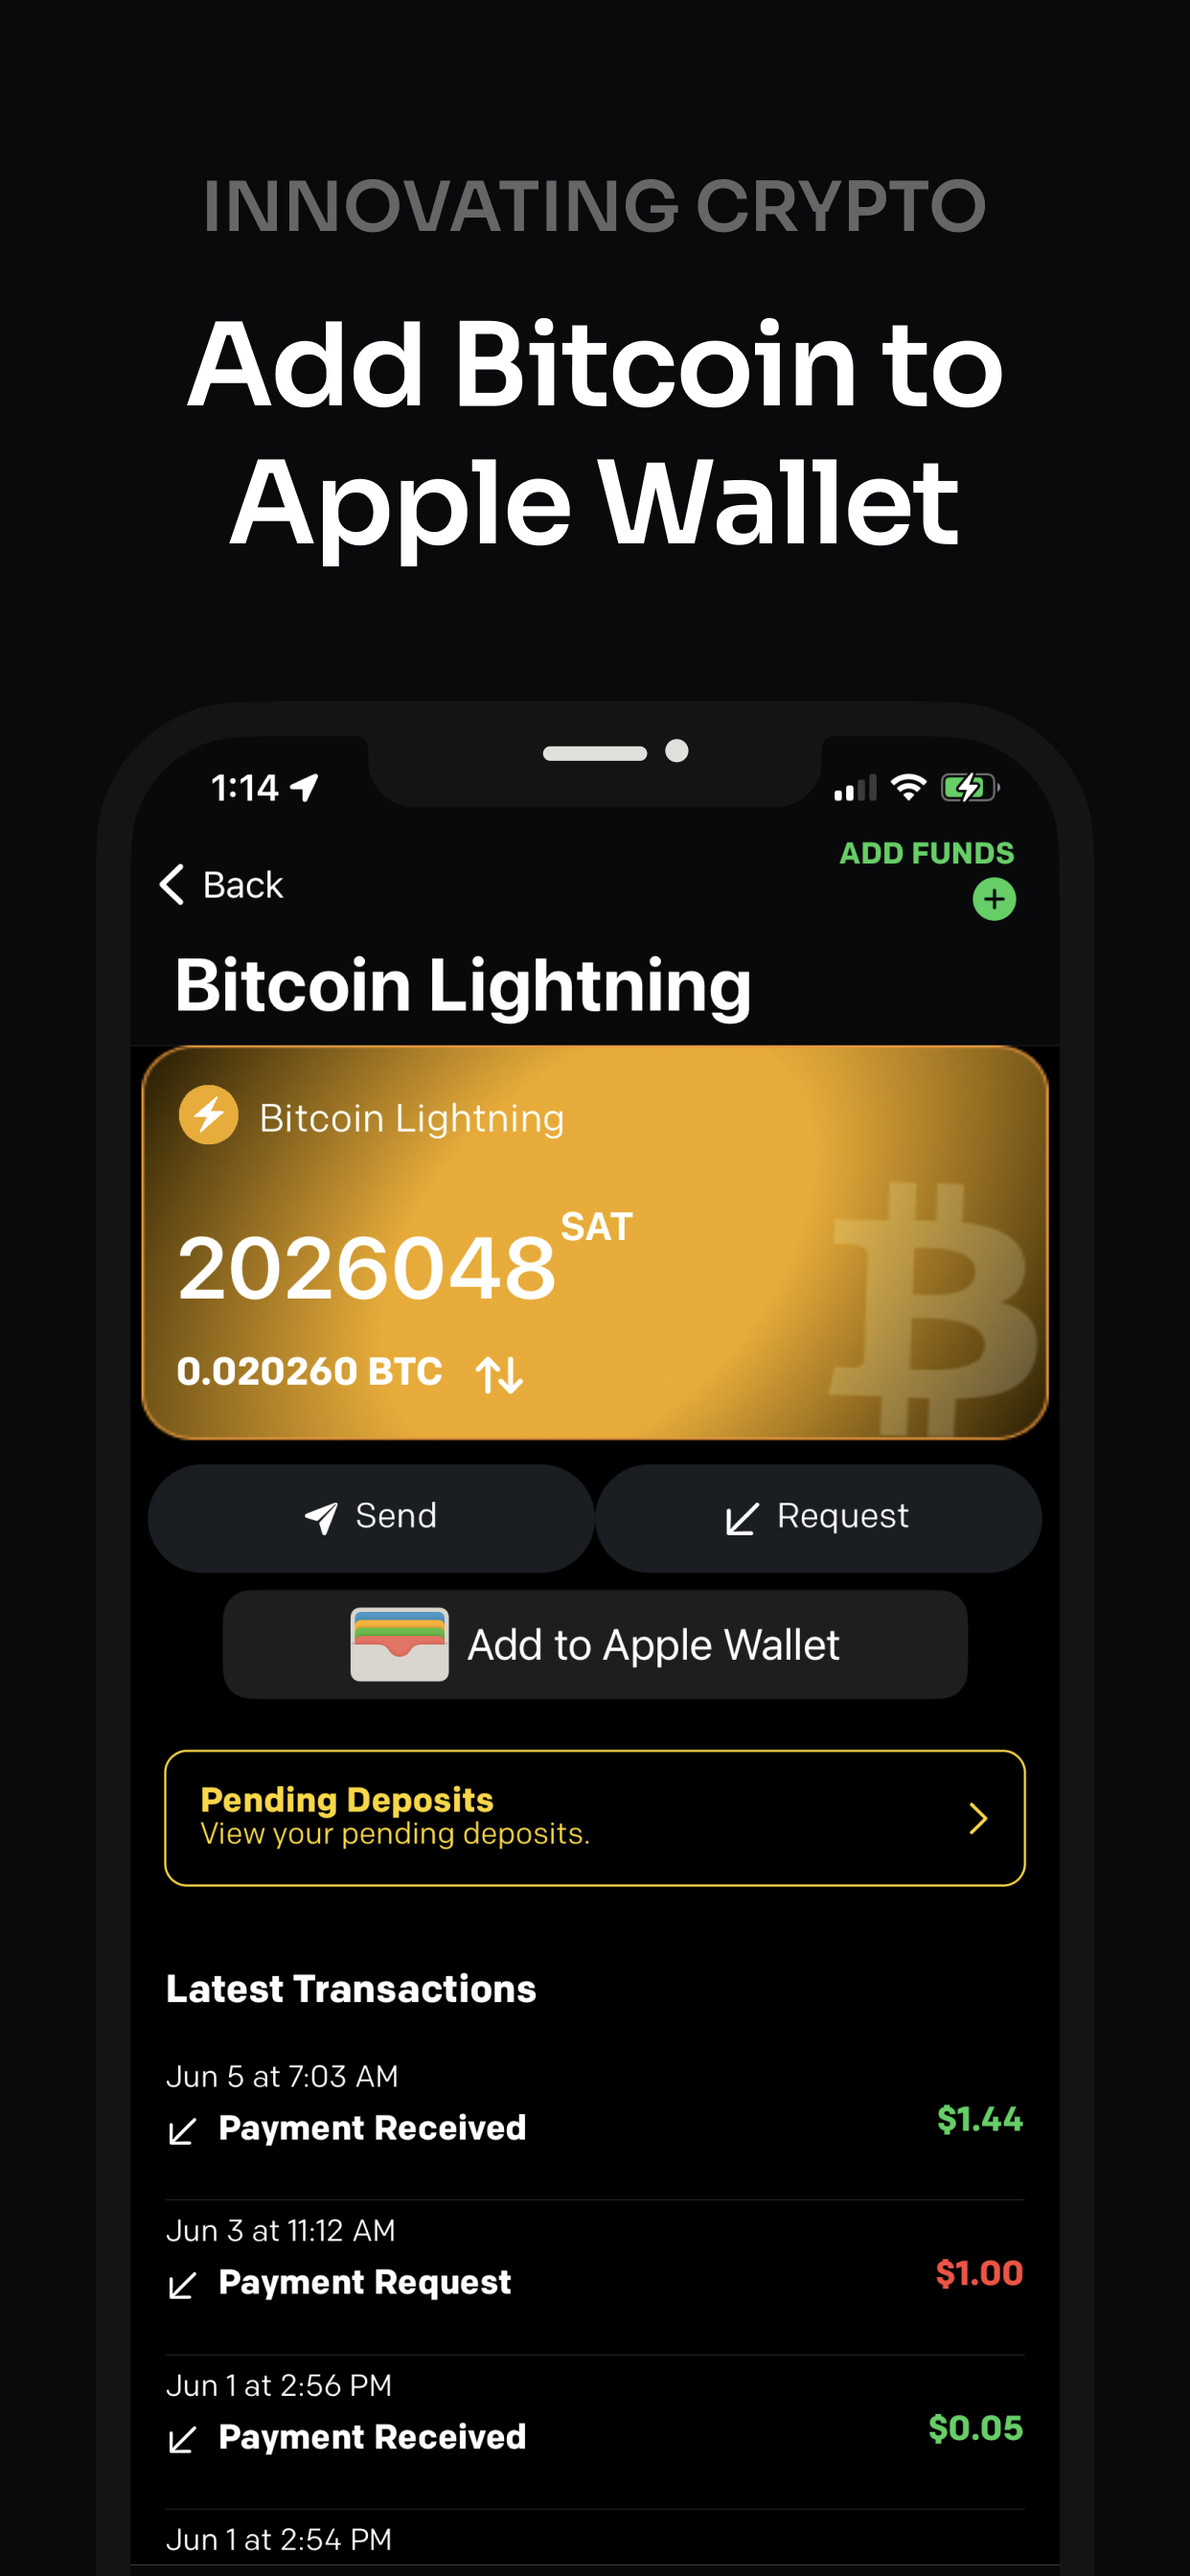 INNOVATING CRYPTO
Add Bitcoin to
Apple Wallet
1:14
ADD FUNDS
Back
Bitcoin Lightning
Bitcoin Lightning
2026048 SAT
0.020260 BTC
Send
Request
Add to Apple Wallet
Pending Deposits
View your pending deposits.
Latest Transactions
Jun 5 at 7:03 AM
Payment Received
$1.44
Jun 3 at 11:12 AM
Payment Request
$1.00
Jun 1 at 2:56 PM
Payment Received
$0.05
Jun 1 at 2:54 PM